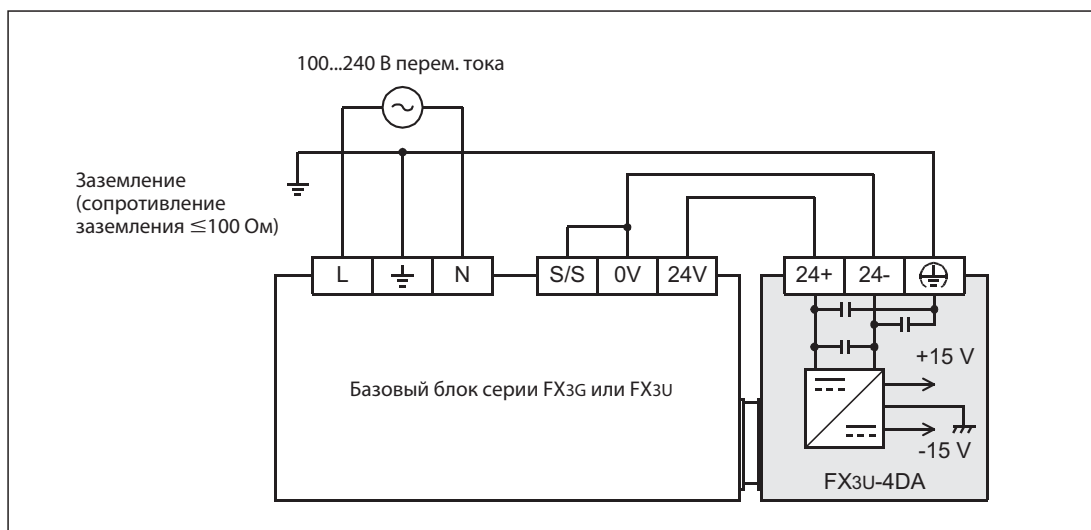 100...240 В перем. тока
Заземление
(сопротивление
заземления ≤100 Ом)
L
N
S/S
0V
24V
24+
24-
+15 V
-15 V
Базовый блок серии FX3G или FX3U
FX3U-4DA